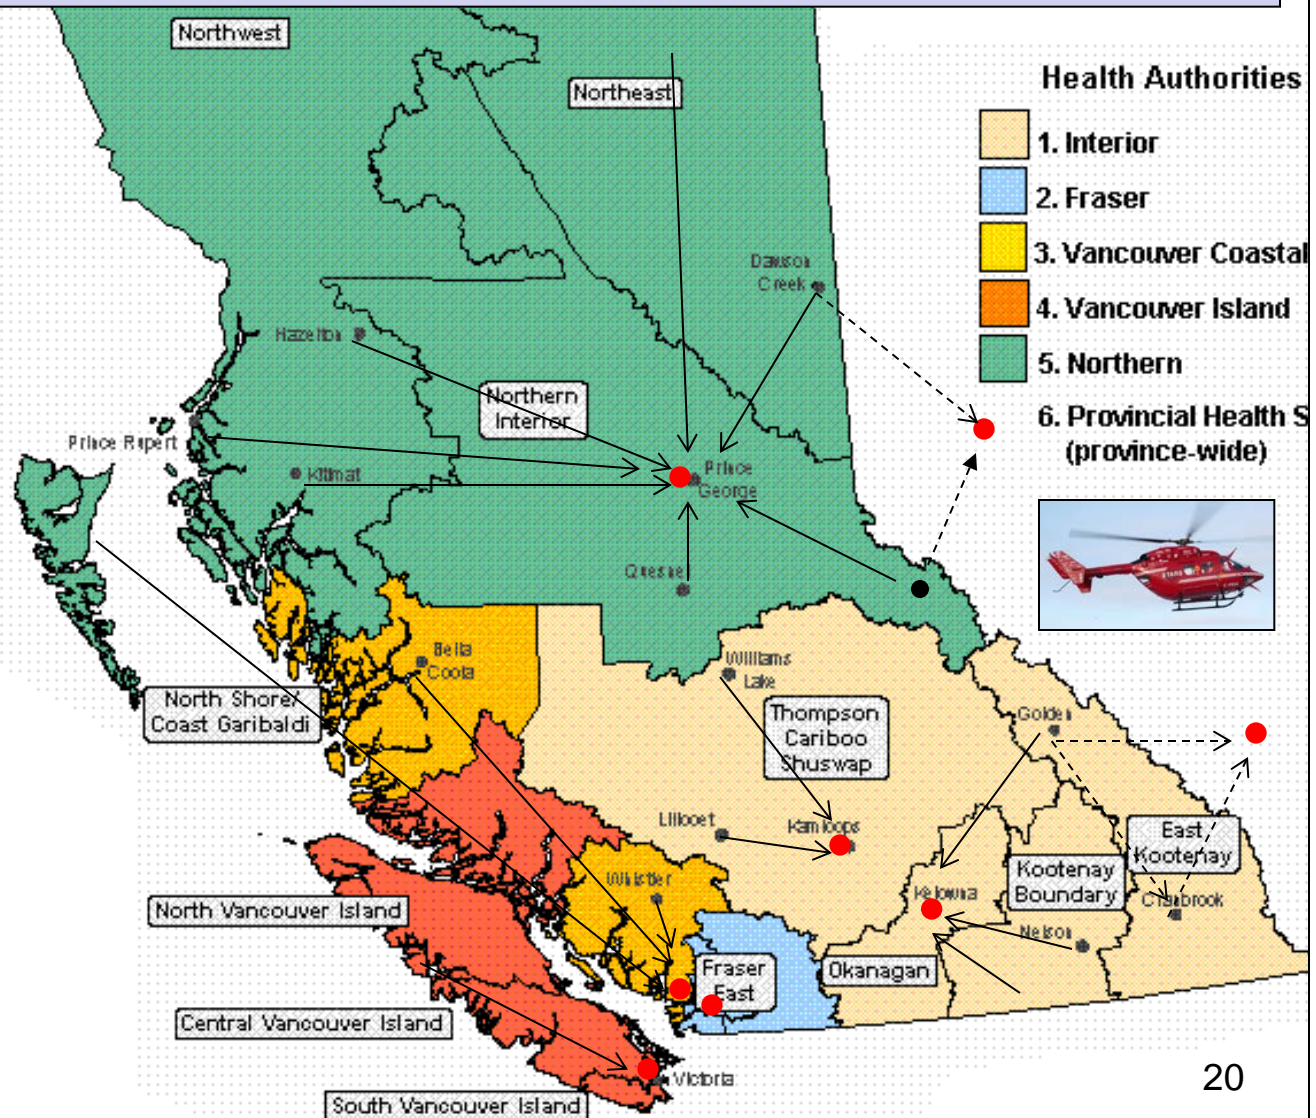 Northwest
Northeast
Health Authorities
1. Interior
2. Fraser
3. Vancouver Coastal
4. Vancouver Island
5. Northern
6. Provincial Health S
(province-wide)
Dawson
Creek
Hazelton
Northern
Interior
Prince Rupert
Kitimat
Prince
George
Quesne
Bella
Coola
Williams
Lake
North Shore/
Coast Garibaldi
Thompson
Cariboo
Shuswap
Golden
Lillooet
Kamloops
East
Kootenay
Whistler
Kootenay
Boundary
Kelowna
Cranbrook
North Vancouver Island
Nelson
Fraser
East
Okanagan
Central Vancouver Island
Victoria
South Vancouver Island
20